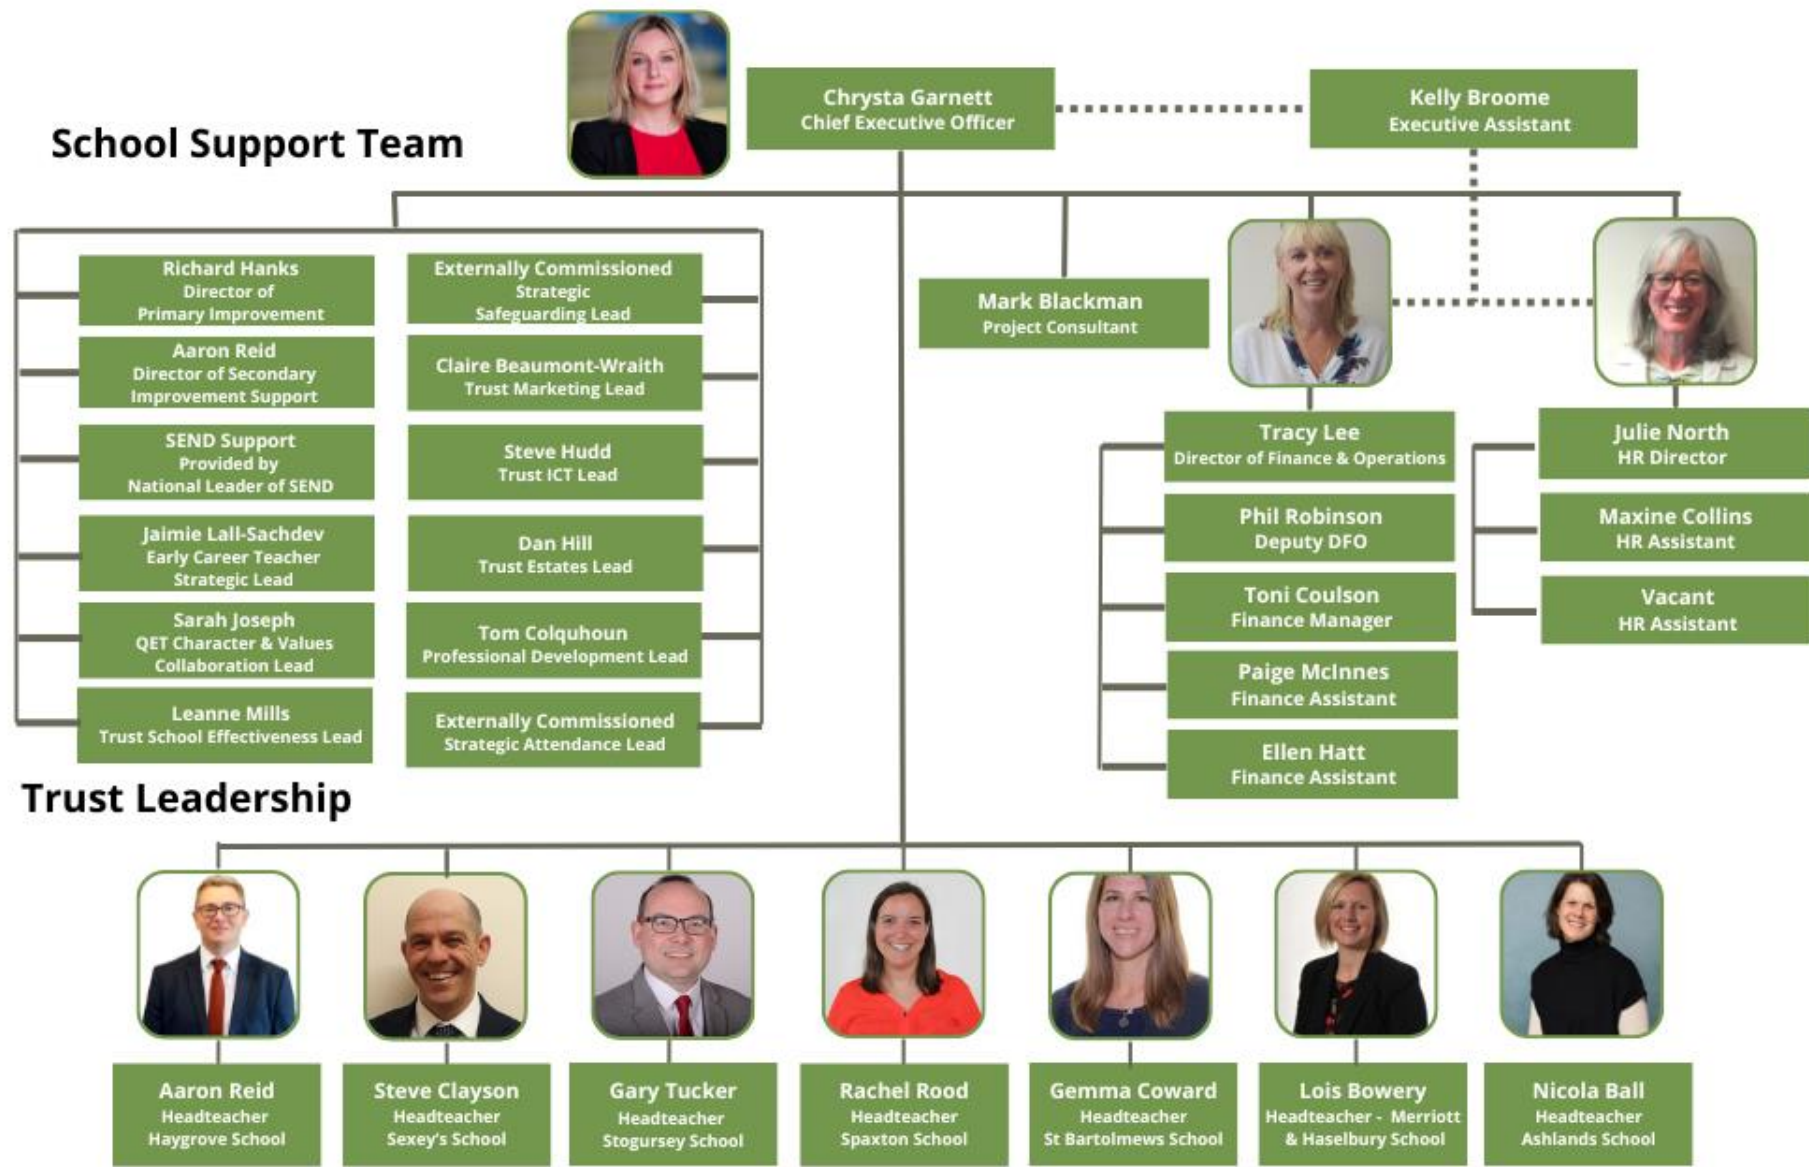 Chrysta Garnett
Chief Executive Officer
Kelly Broome
Executive Assistant
School Support Team
Richard Hanks
Director of
Primary Improvement
Aaron Reid
Director of Secondary
Improvement Support
SEND Support
Provided by
National Leader of SEND
Jaimie Lall-Sachdev
Early Career Teacher
Strategic Lead
Sarah Joseph
QET Character & Values
Collaboration Lead
Leanne Mills
Trust School Effectiveness Lead
Externally Commissioned
Strategic
Safeguarding Lead
Claire Beaumont-Wraith
Trust Marketing Lead
Steve Hudd
Trust ICT Lead
Dan Hill
Trust Estates Lead
Tom Colquhoun
Professional Development Lead
Externally Commissioned
Strategic Attendance Lead
Mark Blackman
Project Consultant
Tracy Lee
Director of Finance & Operations
Phil Robinson
Deputy DFO
Toni Coulson
Finance Manager
Paige McInnes
Finance Assistant
Ellen Hatt
Finance Assistant
Julie North
HR Director
Maxine Collins
HR Assistant
Vacant
HR Assistant
Trust Leadership
Aaron Reid
Headteacher
Haygrove School
Steve Clayson
Headteacher
Sexey's School
Gary Tucker
Headteacher
Stogursey School
Rachel Rood
Headteacher
Spaxton School
Gemma Coward
Headteacher
St Bartolmews School
Lois Bowery
Headteacher - Merriott
& Haselbury School
Nicola Ball
Headteacher
Ashlands School